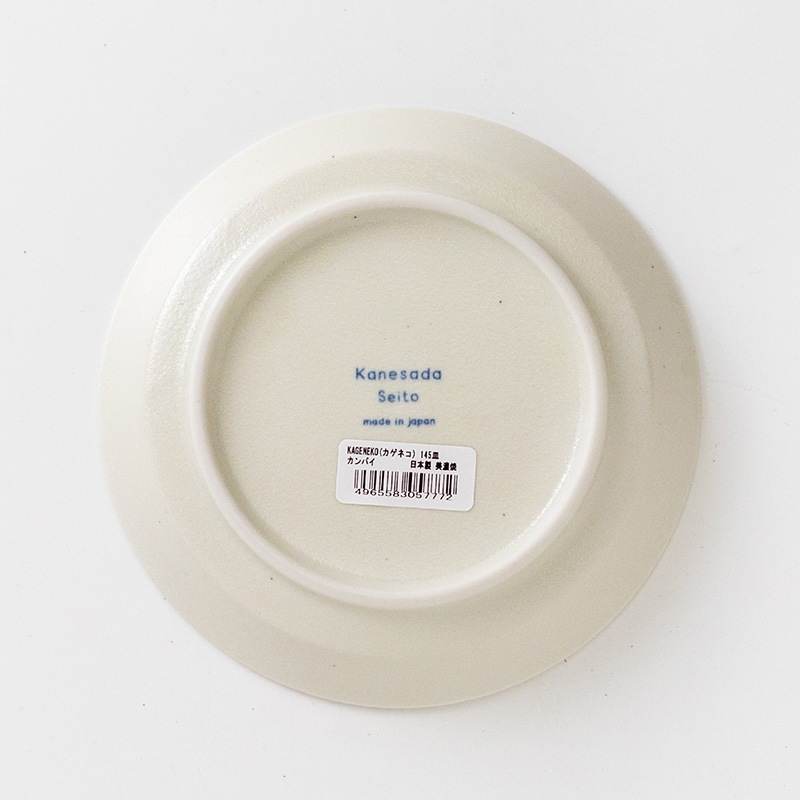 Kanesada
Seito
made in japan
KAGENEKO(カゲネコ) 145皿
カンパイ 日本製 美濃焼
4965583057772